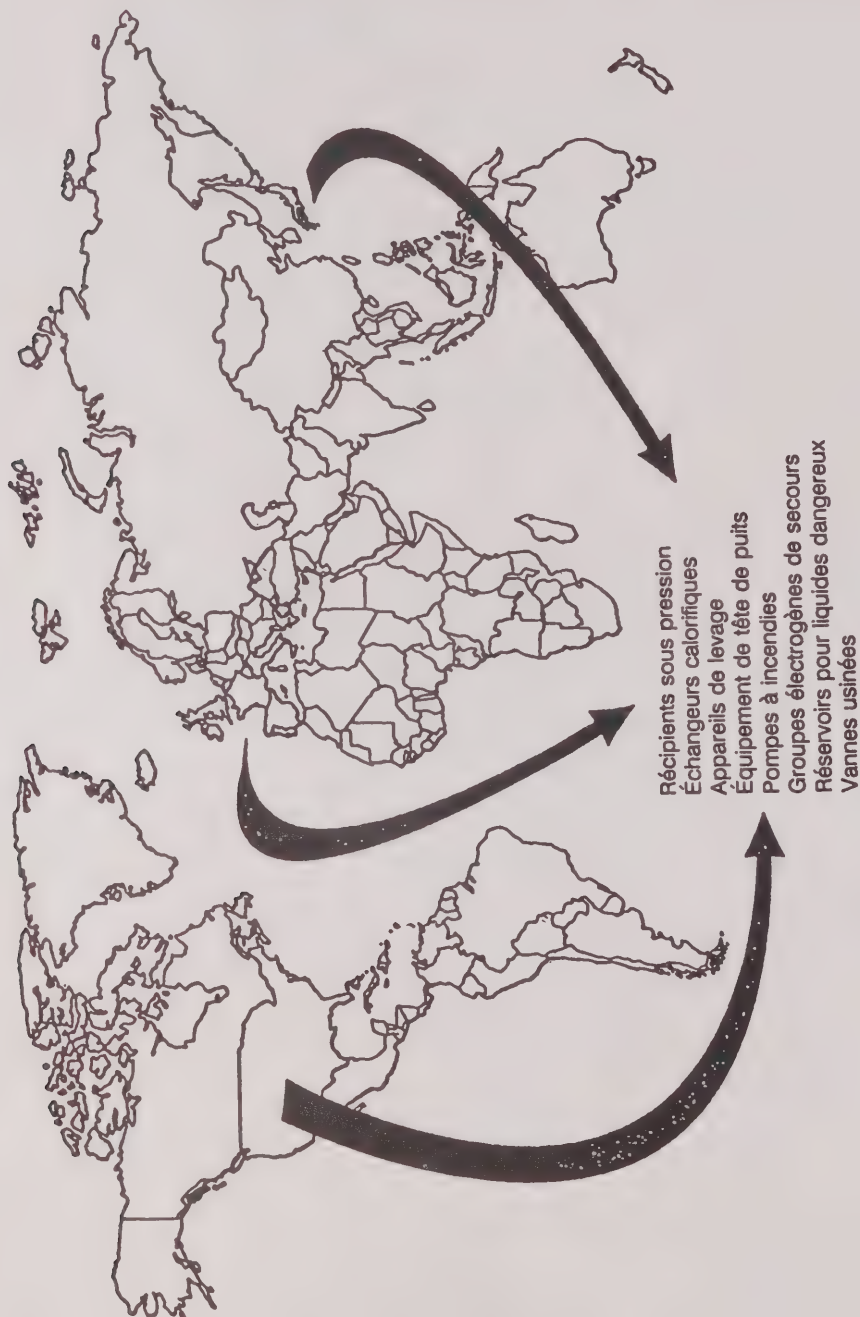 Récipients sous pression
Échangeurs calorifiques
Appareils de levage
Équipement de tête de puits
Pompes à incendies
Groupes électrogènes de secours
Réservoirs pour liquides dangereux
Vannes usinées